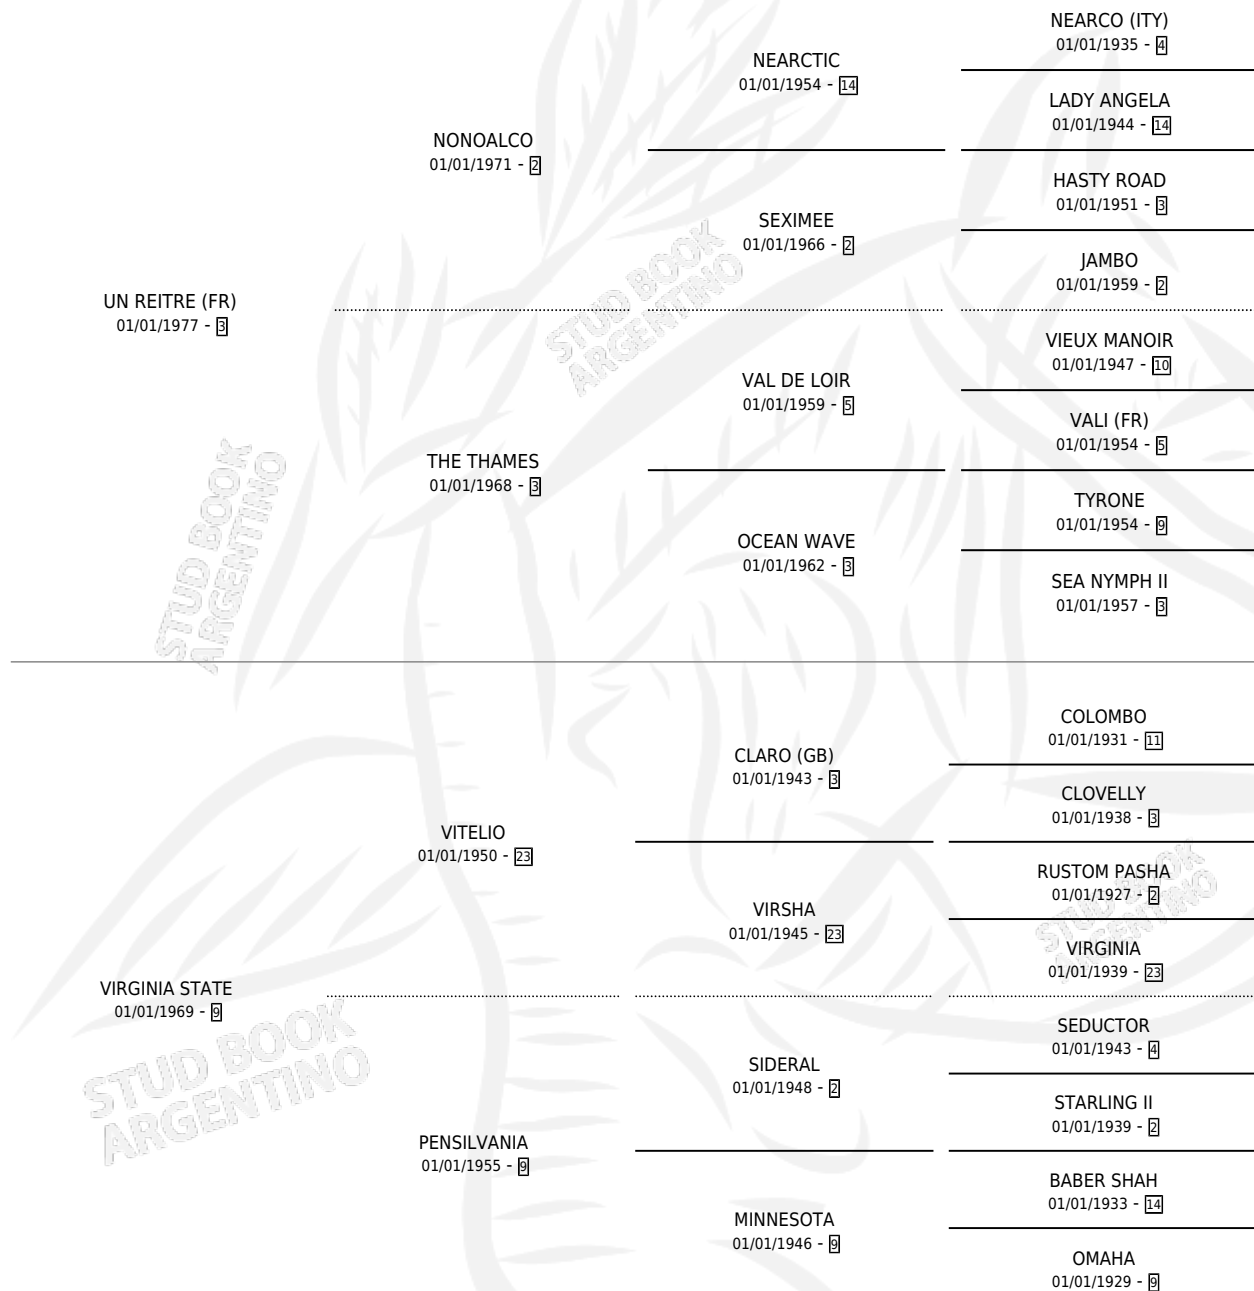 NEARCO (ITY)
01/01/1935 - 4
NEARCTIC
01/01/1954 - 14
LADY ANGELA
01/01/1944 - 14
NONOALCO
01/01/1971 - 2
HASTY ROAD
01/01/1951 - 3
SEXIMEE
01/01/1966 - 2
JAMBO
01/01/1959 - 2
UN REITRE (FR)
01/01/1977 - 3
STUD BOOK
ARGENTINO
VIEUX MANOIR
01/01/1947 - 10
VAL DE LOIR
01/01/1959 - 5
VALI (FR)
01/01/1954 - 5
THE THAMES
01/01/1968 - 3
TYRONE
01/01/1954 - 9
OCEAN WAVE
01/01/1962 - 3
SEA NYMPH II
01/01/1957 - 3
STUD BOOK
ARGENTINO
COLOMBO
01/01/1931 - 11
CLARO (GB)
01/01/1943 - 3
CLOVELLY
01/01/1938 - 3
VITELIO
01/01/1950 - 23
RUSTOM PASHA
01/01/1927 - 2
VIRSHA
01/01/1945 - 23
STUD BOOK
ARGENTINO
VIRGINIA
01/01/1939 - 23
VIRGINIA STATE
01/01/1969 - 9
SEDUCTOR
01/01/1943 - 4
SIDERAL
01/01/1948 - 2
STARLING II
01/01/1939 - 2
STUD BOOK
ARGENTINO
PENSILVANIA
01/01/1955 - 9
BABER SHAH
01/01/1933 - 14
MINNESOTA
01/01/1946 - 9
OMAHA
01/01/1929 - 9